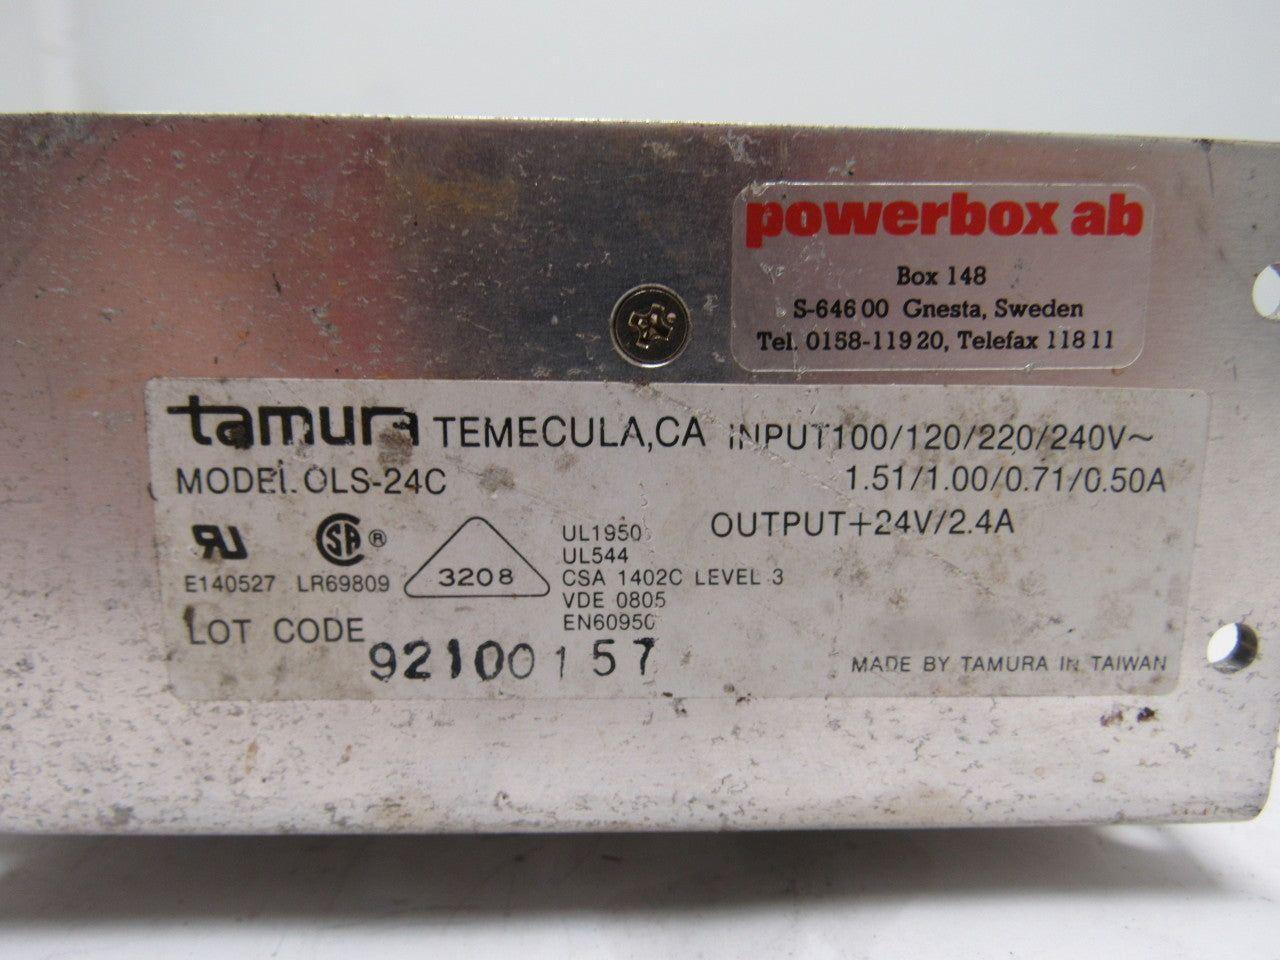 powerbox ab
Box 148
S-646 00 Gnesta, Sweden
Tel. 0158-119 20, Telefax 118 11
tamura TEMECULA,CA INPUT100/120/220/240V~
MODEL OLS-24C 1.51/1.00/0.71/0.50A
OUTPUT+24V/2.4A
UR SA ®
E140527 LR69809
3208
UL1950
UL544
CSA 1402C LEVEL 3
VDE 0805
EN60950
LOT CODE
92100157
MADE BY TAMURA IN TAIWAN